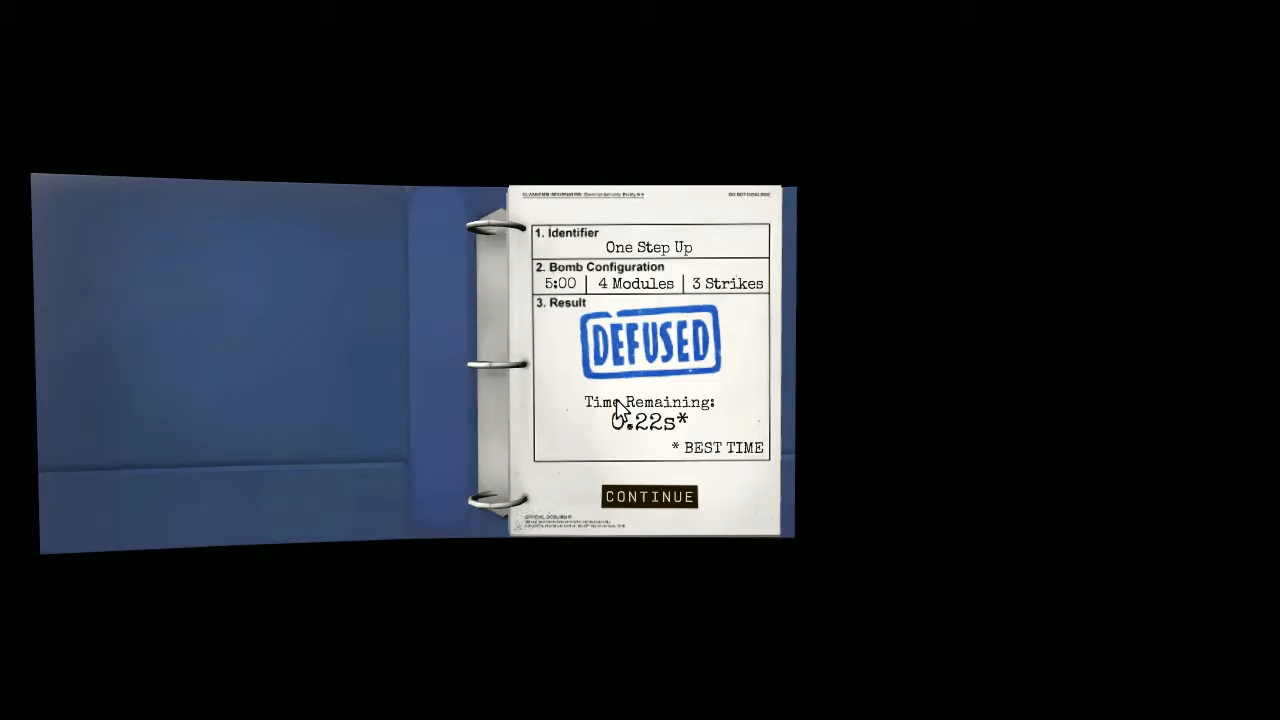 1. Identifier
One Step Up
2. Bomb Configuration
5:00 | 4 Modules | 3 Strikes
3. Result
DEFUSED
Time Remaining:
0.22s*
* BEST TIME
CONTINUE